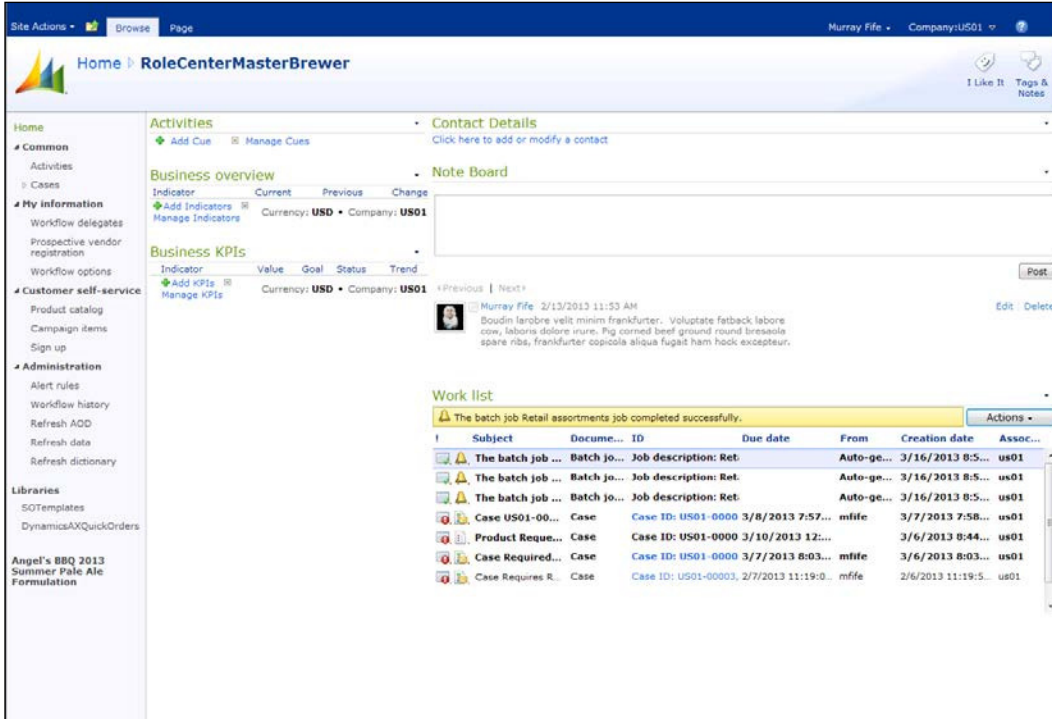 Site Actions Browse Page Murray Fife Company:US01
Home RoleCenterMasterBrewer
I Like It Tags & Notes
Home
Common
Activities
Cases
My information
Workflow delegates
Prospective vendor
registration
Workflow options
Customer self-service
Product catalog
Campaign items
Sign up
Administration
Alert rules
Workflow history
Refresh AOD
Refresh data
Refresh dictionary
Libraries
SOTemplates
DynamicsAXQuickOrders
Angel's BBQ 2013
Summer Pale Ale
Formulation
Activities
Add Cue Manage Cues
Business overview
Indicator Current Previous Change
Add Indicators
Manage Indicators
Currency: USD • Company: US01
Business KPIs
Indicator Value Goal Status Trend
Add KPIs
Manage KPIs
Currency: USD • Company: US01
Contact Details
Click here to add or modify a contact
Note Board
Post
‹Previous | Next›
Murray Fife 2/13/2013 11:53 AM Edit Delete
Boudin larobre velit minim frankfurter. Voluptate fatback labore
cow, laboris dolore irure. Pig corned beef ground round bresaola
spare ribs, frankfurter copicola aliqua fugait ham hock excepteur.
Work list
The batch job Retail assortments job completed successfully. Actions
! Subject Docume... ID Due date From Creation date Assoc...
The batch job ... Batch jo... Job description: Ret Auto-ge... 3/16/2013 8:5... us01
The batch job ... Batch jo... Job description: Ret Auto-ge... 3/16/2013 8:5... us01
The batch job ... Batch jo... Job description: Ret Auto-ge... 3/16/2013 8:5... us01
Case US01-00... Case Case ID: US01-0000 3/8/2013 7:57... mfife 3/7/2013 7:58... us01
Product Reque... Case Case ID: US01-0000 3/10/2013 12:... 3/6/2013 8:44... us01
Case Required... Case Case ID: US01-0000 3/7/2013 8:03... mfife 3/6/2013 8:03... us01
Case Requires R... Case Case ID: US01-00003, 2/7/2013 11:19:0... mfife 2/6/2013 11:19:5... us01